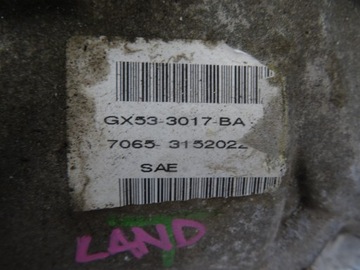 GX53-3017-BA
7065- 3152022
SAE
LAND